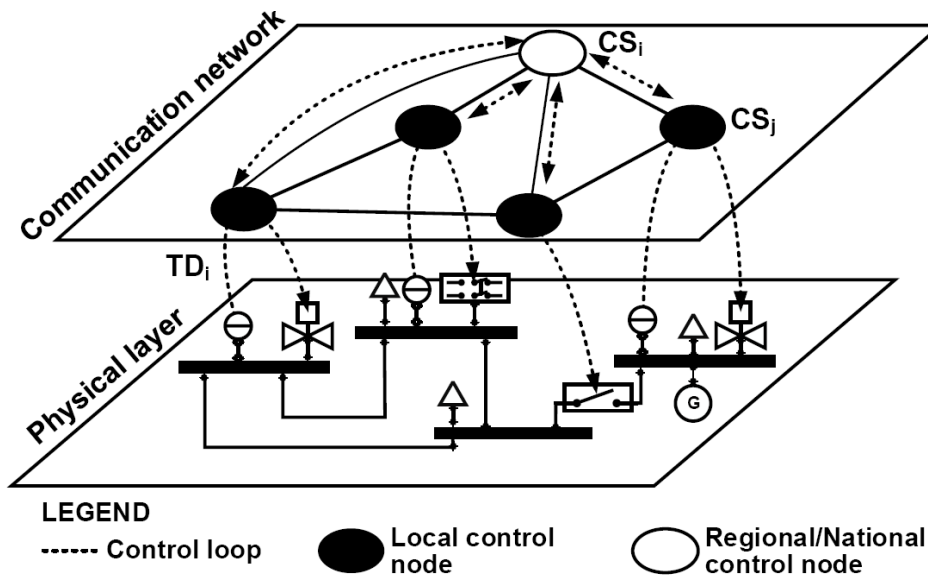 Communication network
CSᵢ
CSⱼ
TDᵢ
Physical layer
G
LEGEND
Control loop
Local control
node
Regional/National
control node